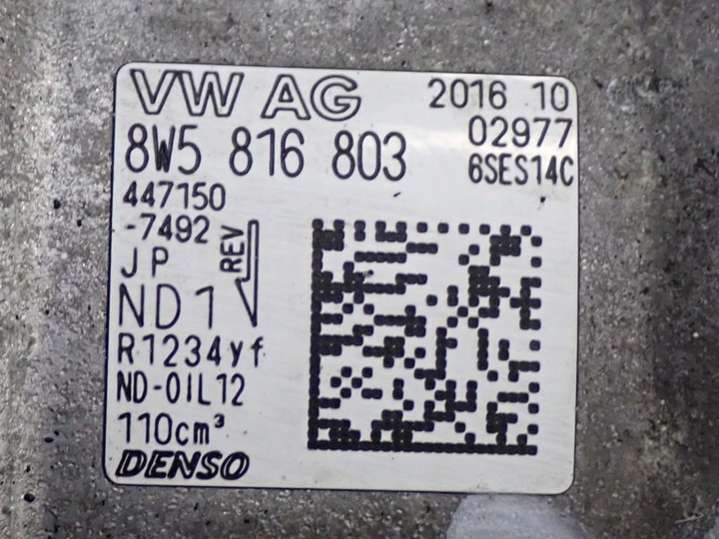 VW AG 2016 10
02977
8W5 816 803 6SES14C
447150
-7492
JP REV
ND1
R1234yf
ND-OIL12
110cm³
DENSO